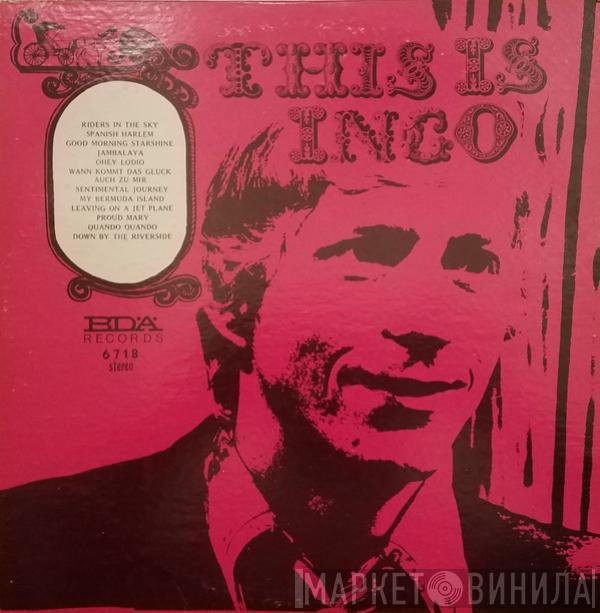 THIS IS
INGO
RIDERS IN THE SKY
SPANISH HARLEM
GOOD MORNING STARSHINE
JAMBALAYA
OHEY LODIO
WANN KOMMT DAS GLUCK
AUCH ZU MIR
SENTIMENTAL JOURNEY
MY BERMUDA ISLAND
LEAVING ON A JET PLANE
PROUD MARY
QUANDO QUANDO
DOWN BY THE RIVERSIDE
BDA
RECORDS
6718
stereo
МАРКЕТ ВИНИЛА